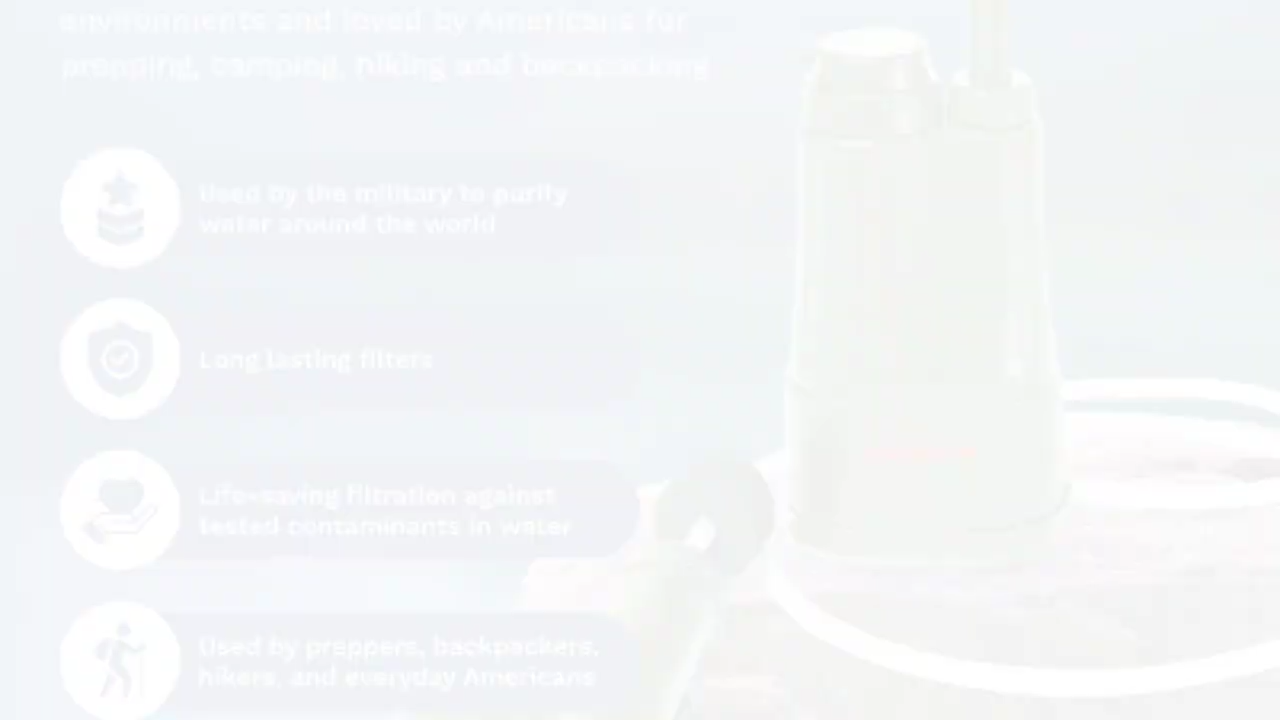 environments and loved by Americans for
prepping, camping, hiking and backpacking
Used by the military to purify
water around the world
Long lasting filters
Life-saving filtration against
tested contaminants in water
Used by preppers, backpackers,
hikers, and everyday Americans